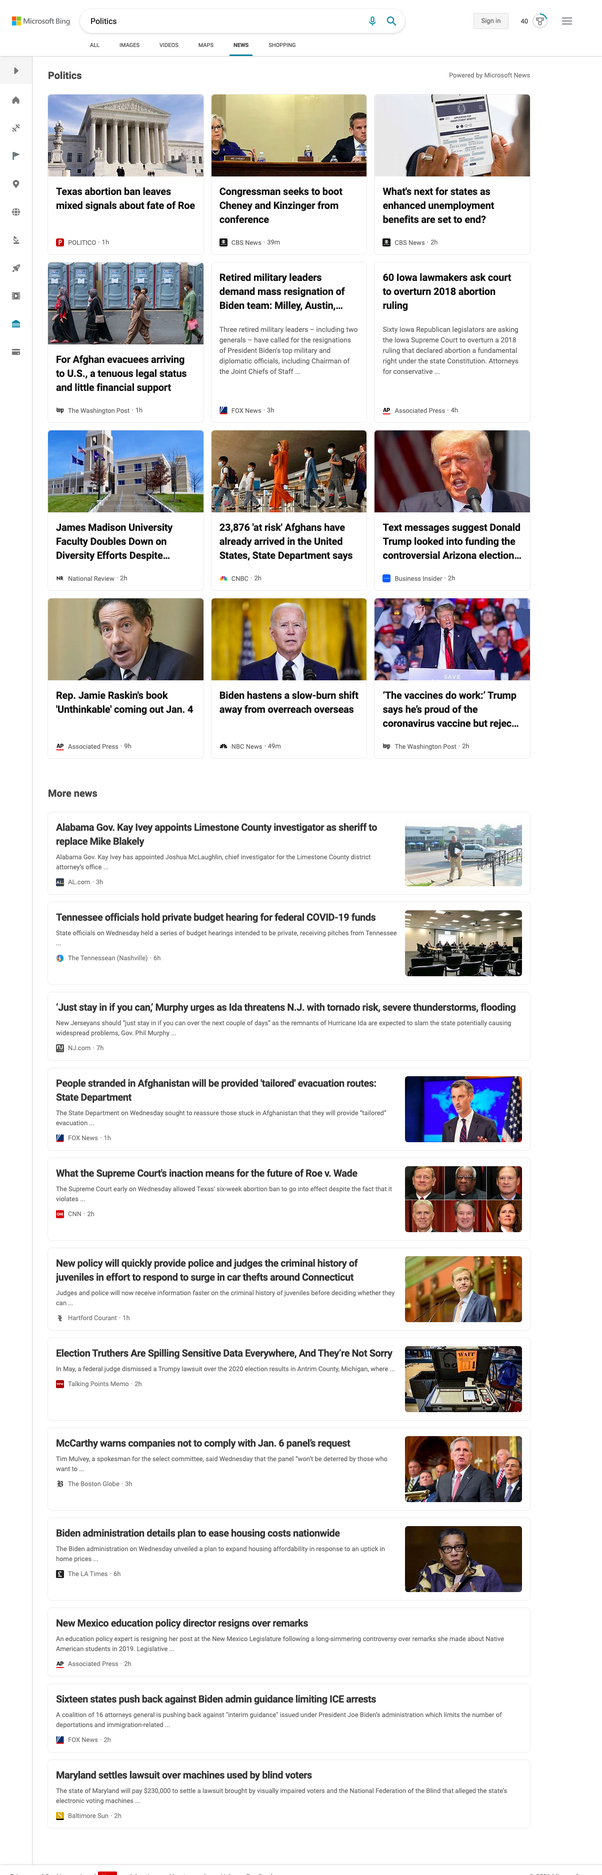 Microsoft Bing
Politics
Sign in
40
ALL IMAGES VIDEOS MAPS NEWS SHOPPING
Politics
Powered by Microsoft News
Texas abortion ban leaves
mixed signals about fate of Roe
POLITICO · 1h
Congressman seeks to boot
Cheney and Kinzinger from
conference
CBS News · 39m
What's next for states as
enhanced unemployment
benefits are set to end?
CBS News · 2h
For Afghan evacuees arriving
to U.S., a tenuous legal status
and little financial support
The Washington Post · 1h
Retired military leaders
demand mass resignation of
Biden team: Milley, Austin,...
Three retired military leaders – including two
generals – have called for the resignations
of President Biden's top military and
diplomatic officials, including Chairman of
the Joint Chiefs of Staff ...
FOX News · 3h
60 Iowa lawmakers ask court
to overturn 2018 abortion
ruling
Sixty Iowa Republican legislators are asking
the Iowa Supreme Court to overturn a 2018
ruling that declared abortion a fundamental
right under the state Constitution. Attorneys
for conservative ...
AP Associated Press · 4h
James Madison University
Faculty Doubles Down on
Diversity Efforts Despite...
NR National Review · 2h
23,876 'at risk' Afghans have
already arrived in the United
States, State Department says
CNBC · 2h
Text messages suggest Donald
Trump looked into funding the
controversial Arizona election...
Business Insider · 2h
Rep. Jamie Raskin's book
'Unthinkable' coming out Jan. 4
AP Associated Press · 9h
Biden hastens a slow-burn shift
away from overreach overseas
NBC News · 49m
SAVE
'The vaccines do work:' Trump
says he's proud of the
coronavirus vaccine but rejec...
The Washington Post · 2h
More news
Alabama Gov. Kay Ivey appoints Limestone County investigator as sheriff to
replace Mike Blakely
Alabama Gov. Kay Ivey has appointed Joshua McLaughlin, chief investigator for the Limestone County district
attorney's office ...
AL.com · 3h
Tennessee officials hold private budget hearing for federal COVID-19 funds
State officials on Wednesday held a series of budget hearings intended to be private, receiving pitches from Tennessee
...
The Tennessean (Nashville) · 6h
'Just stay in if you can,' Murphy urges as Ida threatens N.J. with tornado risk, severe thunderstorms, flooding
New Jerseyans should "just stay in if you can over the next couple of days" as the remnants of Hurricane Ida are expected to slam the state potentially causing
widespread problems, Gov. Phil Murphy ...
NJ.com · 7h
People stranded in Afghanistan will be provided 'tailored' evacuation routes:
State Department
The State Department on Wednesday sought to reassure those stuck in Afghanistan that they will provide "tailored"
evacuation ...
FOX News · 1h
What the Supreme Court's inaction means for the future of Roe v. Wade
The Supreme Court early on Wednesday allowed Texas' six-week abortion ban to go into effect despite the fact that it
violates ...
CNN · 2h
New policy will quickly provide police and judges the criminal history of
juveniles in effort to respond to surge in car thefts around Connecticut
Judges and police will now receive information faster on the criminal history of juveniles before deciding whether they
can ...
Hartford Courant · 1h
Election Truthers Are Spilling Sensitive Data Everywhere, And They're Not Sorry
In May, a federal judge dismissed a Trumpy lawsuit over the 2020 election results in Antrim County, Michigan, where ...
Talking Points Memo · 2h
WAIT
McCarthy warns companies not to comply with Jan. 6 panel's request
Tim Mulvey, a spokesman for the select committee, said Wednesday that the panel "won't be deterred by those who
want to ...
The Boston Globe · 3h
Biden administration details plan to ease housing costs nationwide
The Biden administration on Wednesday unveiled a plan to expand housing affordability in response to an uptick in
home prices ...
The LA Times · 6h
New Mexico education policy director resigns over remarks
An education policy expert is resigning her post at the New Mexico Legislature following a long-simmering controversy over remarks she made about Native
American students in 2019. Legislative ...
AP Associated Press · 2h
Sixteen states push back against Biden admin guidance limiting ICE arrests
A coalition of 16 attorneys general is pushing back against "interim guidance" issued under President Joe Biden's administration which limits the number of
deportations and immigration-related ...
FOX News · 2h
Maryland settles lawsuit over machines used by blind voters
The state of Maryland will pay $230,000 to settle a lawsuit brought by visually impaired voters and the National Federation of the Blind that alleged the state's
electronic voting machines ...
Baltimore Sun · 2h